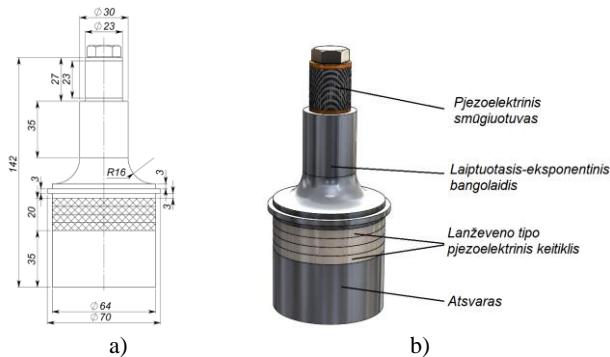 Ø30
Ø23
27
23
142
35
R16
3
3
3
20
35
Ø64
Ø70
a)
Pjezoelektrinis
smūgiuotuvas
Laiptuotasis-eksponentinis
bangolaidis
Lanževeno tipo
pjezoelektrinis keitiklis
Atsvaras
b)